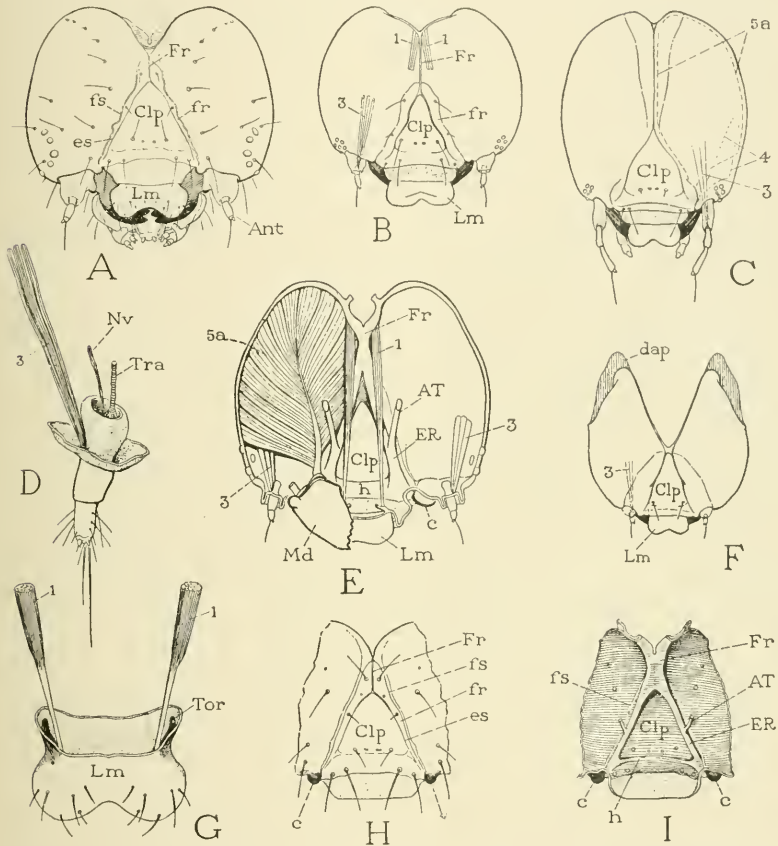 Fr
fs
Clp
fr
es
Lm
Ant
A
1
1
Fr
3
fr
Clp
Lm
B
5a
Clp
4
3
C
Nv
3
Tra
D
5a
Fr
1
AT
ER
3
Clp
3
h
c
Md
Lm
E
dap
3
Clp
Lm
F
1
1
Tor
Lm
G
Fr
fs
fr
Clp
es
c
H
Fr
fs
AT
Clp
ER
c
h
c
I